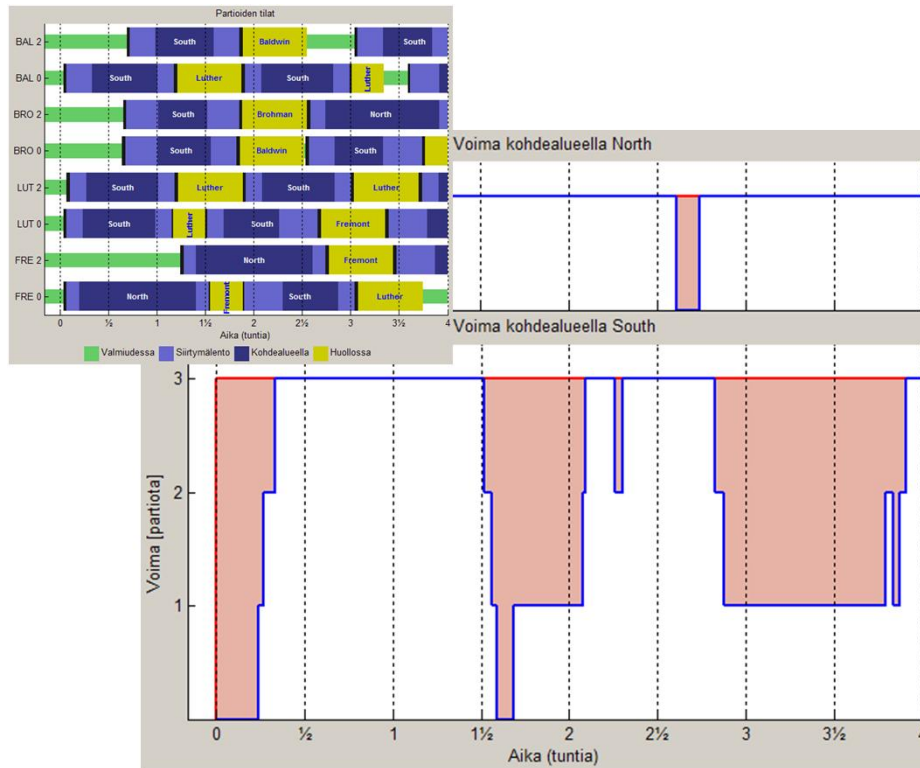 Partioiden tilat
BAL 2 South Baldwin South
BAL 0 South Luther South Luther
BRO 2 South Brohman North
BRO 0 South Baldwin South
LUT 2 South Luther South Luther
LUT 0 South Luther South Fremont
FRE 2 North Fremont
FRE 0 North Fremont South Luther
0 ½ 1 1½ 2 2½ 3 3½ 4
Aika (tuntia)
Valmiudessa Siirtymälento Kohdealueella Huollossa
Voima kohdealueella North
Voima kohdealueella South
Voima [partiota]
3
2
1
0 ½ 1 1½ 2 2½ 3 3½
Aika (tuntia)